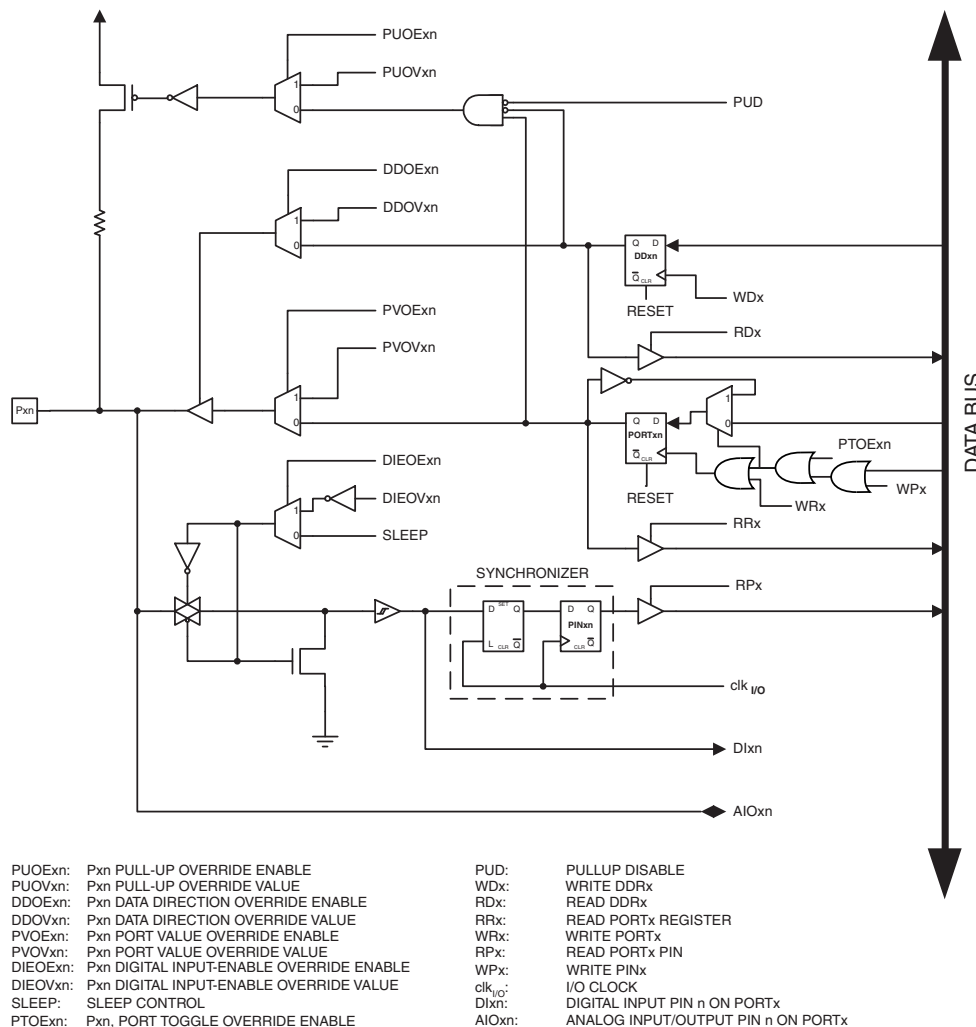 PUOExn
PUOVxn
1
0
PUD
DDOExn
DDOVxn
1
0
Q D
DDxn
Q CLR
WDx
RESET
PVOExn
RDx
PVOVxn
Pxn
1
0
1
0
Q D
PORTxn
Q CLR
PTOExn
DATA BUS
DIEOExn
WPx
RESET
WRx
DIEOVxn
1
0
SLEEP
RRx
SYNCHRONIZER
RPx
D SET Q
L CLR Q
D Q
PINxn
CLR Q
clk I/O
DIxn
AIOxn
PUOExn: Pxn PULL-UP OVERRIDE ENABLE
PUOVxn: Pxn PULL-UP OVERRIDE VALUE
DDOExn: Pxn DATA DIRECTION OVERRIDE ENABLE
DDOVxn: Pxn DATA DIRECTION OVERRIDE VALUE
PVOExn: Pxn PORT VALUE OVERRIDE ENABLE
PVOVxn: Pxn PORT VALUE OVERRIDE VALUE
DIEOExn: Pxn DIGITAL INPUT-ENABLE OVERRIDE ENABLE
DIEOVxn: Pxn DIGITAL INPUT-ENABLE OVERRIDE VALUE
SLEEP: SLEEP CONTROL
PTOExn: Pxn, PORT TOGGLE OVERRIDE ENABLE
PUD: PULLUP DISABLE
WDx: WRITE DDRx
RDx: READ DDRx
RRx: READ PORTx REGISTER
WRx: WRITE PORTx
RPx: READ PORTx PIN
WPx: WRITE PINx
clk I/O: I/O CLOCK
DIxn: DIGITAL INPUT PIN n ON PORTx
AIOxn: ANALOG INPUT/OUTPUT PIN n ON PORTx